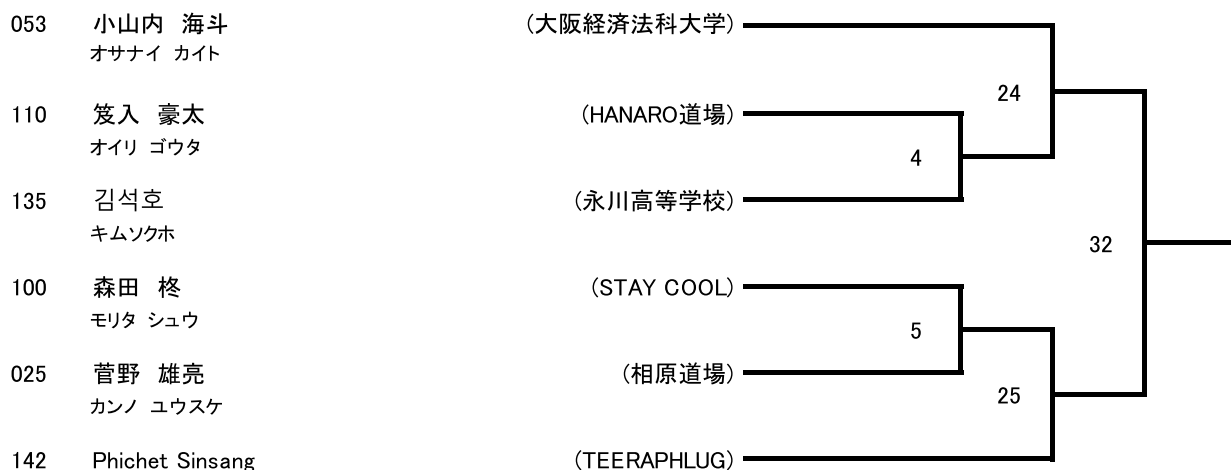 053 小山内 海斗 (大阪経済法科大学)
オサナイ カイト
24
110 笈入 豪太 (HANARO道場)
オイリ ゴウタ
4
135 김석호 (永川高等学校)
キムソクホ
32
100 森田 柊 (STAY COOL)
モリタ シュウ
5
025 菅野 雄亮 (相原道場)
カンノ ユウスケ
25
142 Phichet Sinsang (TEERAPHLUG)